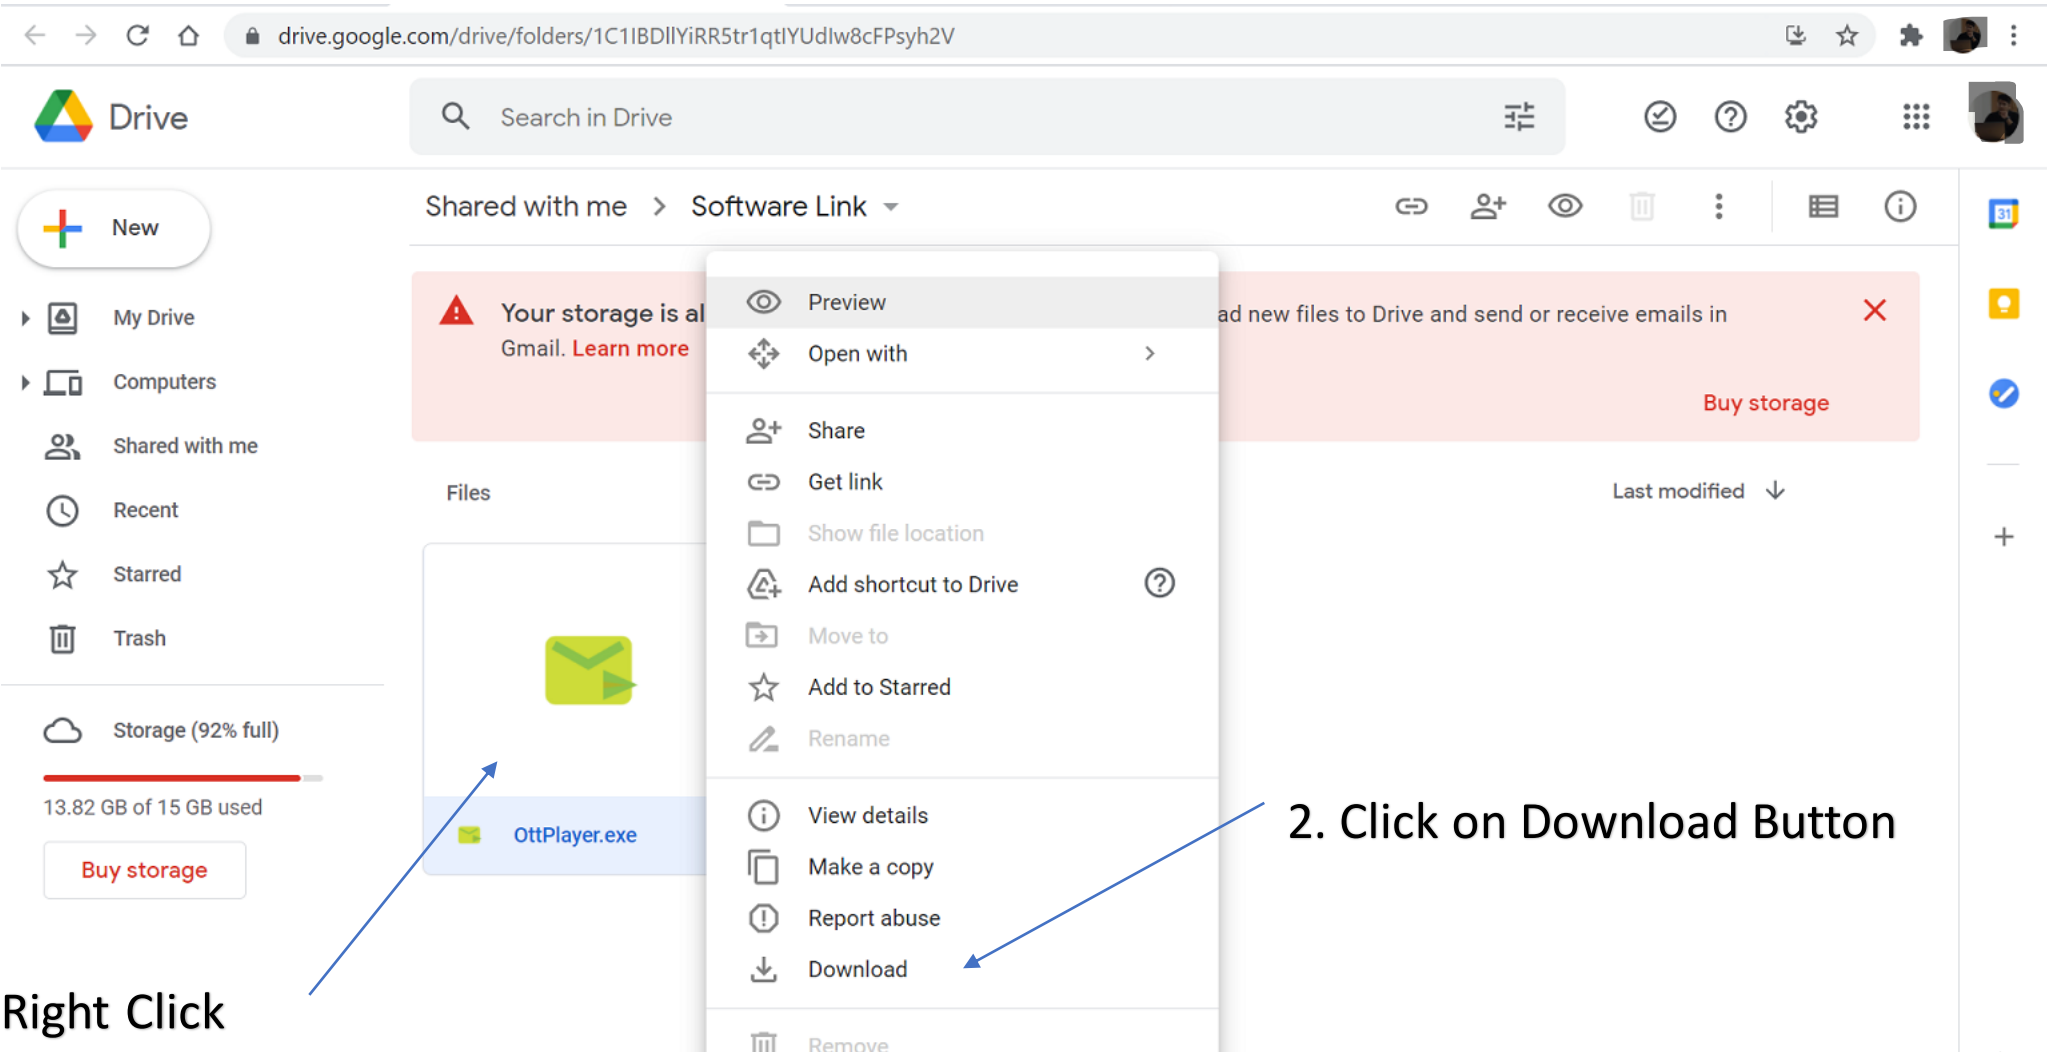 drive.google.com/drive/folders/1C1IBDllYiRR5tr1qtIYUdIw8cFPsyh2V
Drive
Search in Drive
New
Shared with me > Software Link
31
My Drive
Computers
Shared with me
Recent
Starred
Trash
Storage (92% full)
13.82 GB of 15 GB used
Buy storage
Your storage is al
ad new files to Drive and send or receive emails in
Gmail. Learn more
Buy storage
Files
Last modified
OttPlayer.exe
Preview
Open with
Share
Get link
Show file location
Add shortcut to Drive
Move to
Add to Starred
Rename
View details
Make a copy
Report abuse
Download
Remove
2. Click on Download Button
Right Click